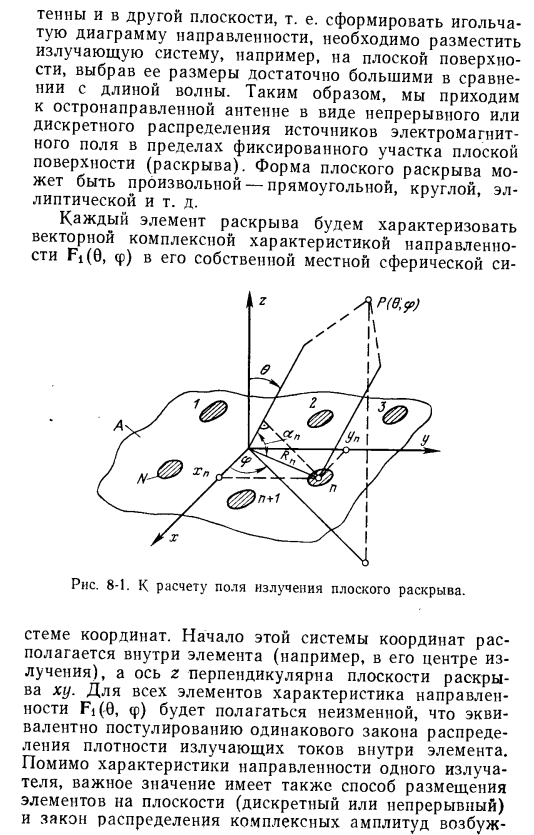 тенны и в другой плоскости, т. е. сформировать игольча-
тую диаграмму направленности, необходимо разместить
излучающую систему, например, на плоской поверхно-
сти, выбрав ее размеры достаточно большими в сравне-
нии с длиной волны. Таким образом, мы приходим
к остронаправленной антенне в виде непрерывного или
дискретного распределения источников электромагнит-
ного поля в пределах фиксированного участка плоской
поверхности (раскрыва). Форма плоского раскрыва мо-
жет быть произвольной — прямоугольной, круглой, эл-
липтической и т. д.
Каждый элемент раскрыва будем характеризовать
векторной комплексной характеристикой направленно-
сти F₁(θ, φ) в его собственной местной сферической си-
z
P(θ, φ)
θ
1
2
3
A
αₙ
yₙ
y
Rₙ
N
xₙ
φ
n
n+1
x
Рис. 8-1. К расчету поля излучения плоского раскрыва.
стеме координат. Начало этой системы координат рас-
полагается внутри элемента (например, в его центре из-
лучения), а ось z перпендикулярна плоскости раскры-
ва xy. Для всех элементов характеристика направлен-
ности F₁(θ, φ) будет полагаться неизменной, что экви-
валентно постулированию одинакового закона распреде-
ления плотности излучающих токов внутри элемента.
Помимо характеристики направленности одного излуча-
теля, важное значение имеет также способ размещения
элементов на плоскости (дискретный или непрерывный)
и закон распределения комплексных амплитуд возбуж-